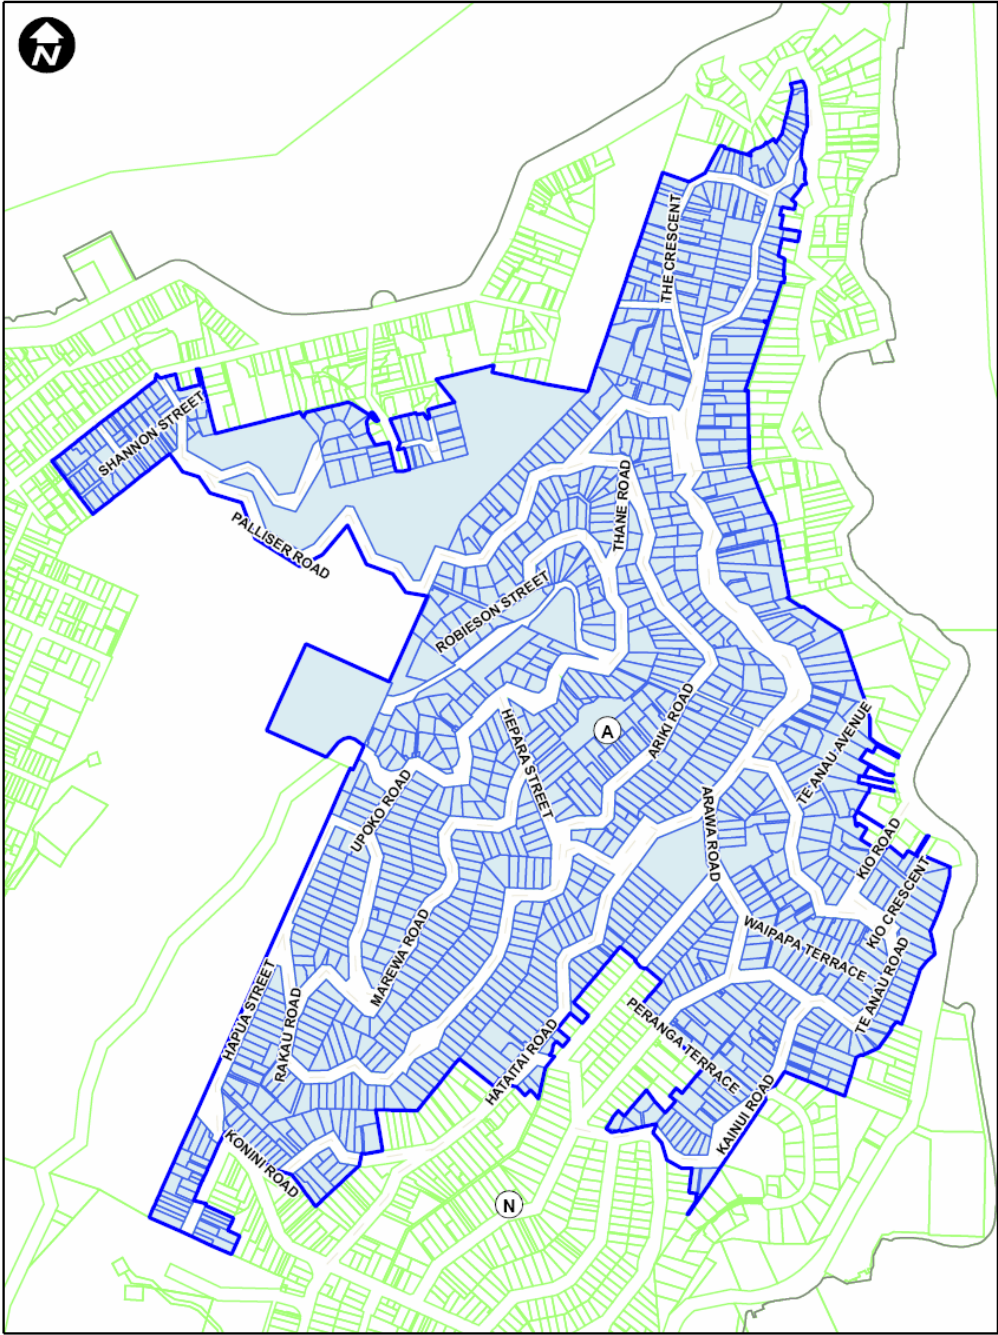 N
THE CRESCENT
SHANNON STREET
PALLISER ROAD
THANE ROAD
ROBIESON STREET
HEPARA STREET
A
ARIKI ROAD
TE ANAU AVENUE
UPOKO ROAD
ARAWA ROAD
KIO ROAD
KIO CRESCENT
MAREWA ROAD
WAIPAPA TERRACE
TE ANAU ROAD
HAPUA STREET
RAKAU ROAD
HATAITAI ROAD
PERANGA TERRACE
KAINUI ROAD
KONINI ROAD
N